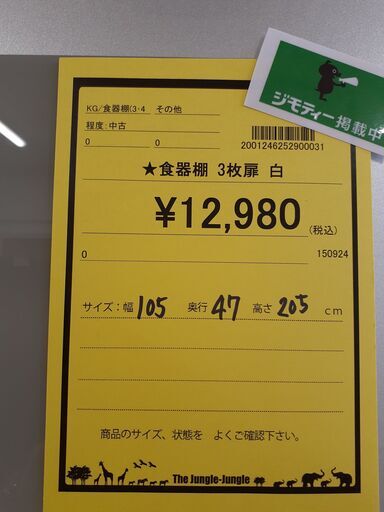 KG/食器棚(3･4 その他
程度:中古
0 0
2001246252900031
ジモティー掲載中
★食器棚 3枚扉 白
¥12,980 (税込)
0 150924
サイズ:幅 105 奥行 47 高さ 205 cm
商品のサイズ、状態を よくご確認下さい。
The Jungle-Jungle